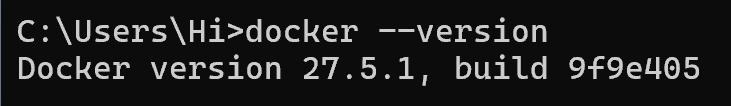 C:\Users\Hi>docker --version
Docker version 27.5.1, build 9f9e405